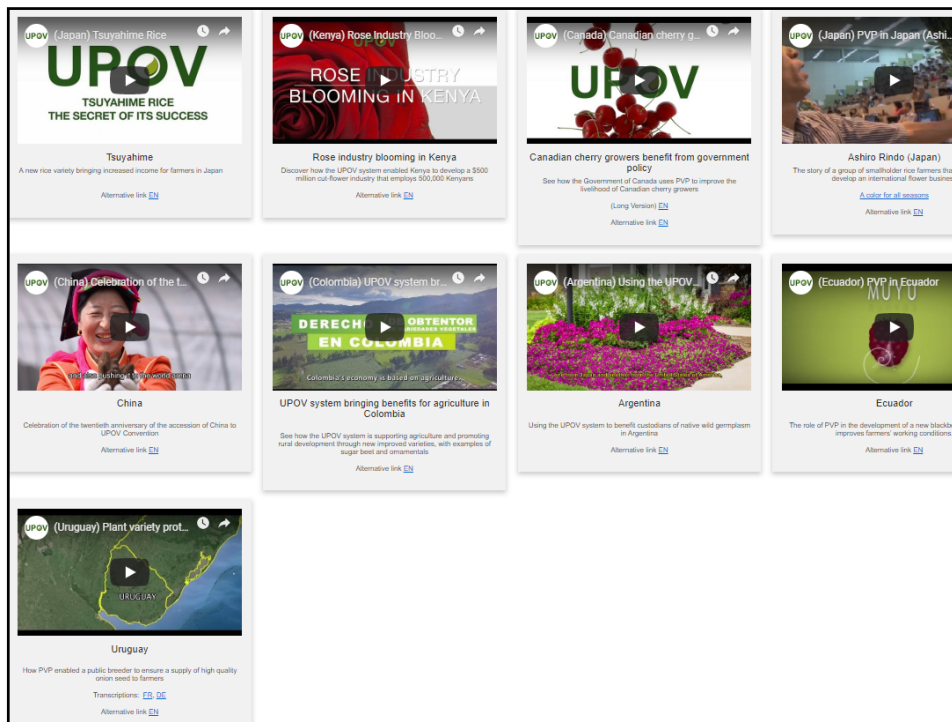 UPOV (Japan) Tsuyahime Rice
UPOV
TSUYAHIME RICE
THE SECRET OF ITS SUCCESS
Tsuyahime
A new rice variety bringing increased income for farmers in Japan
Alternative link EN
UPOV (Kenya) Rose Industry Bloo...
UPOV
ROSE INDUSTRY
BLOOMING IN KENYA
Rose industry blooming in Kenya
Discover how the UPOV system enabled Kenya to develop a $500
million cut-flower industry that employs 500,000 Kenyans
Alternative link EN
UPOV (Canada) Canadian cherry g...
UPOV
Canadian cherry growers benefit from government
policy
See how the Government of Canada uses PVP to improve the
livelihood of Canadian cherry growers
(Long Version) EN
Alternative link EN
UPOV (Japan) PVP in Japan (Ashi...
Ashiro Rindo (Japan)
The story of a group of smallholder rice farmers tha
develop an international flower busines
A color for all seasons
Alternative link EN
UPOV (China) Celebration of the t...
and also pushing it to the world arena
China
Celebration of the twentieth anniversary of the accession of China to
UPOV Convention
Alternative link EN
UPOV (Colombia) UPOV system br...
DERECHO OBTENTOR
VARIEDADES VEGETALES
EN COLOMBIA
Colombia's economy is based on agriculture,
UPOV system bringing benefits for agriculture in
Colombia
See how the UPOV system is supporting agriculture and promoting
rural development through new improved varieties, with examples of
sugar beet and ornamentals
Alternative link EN
UPOV (Argentina) Using the UPOV...
Argentina
Using the UPOV system to benefit custodians of native wild germplasm
in Argentina
Alternative link EN
UPOV (Ecuador) PVP in Ecuador
MUYU
Ecuador
The role of PVP in the development of a new blackbe
improves farmers' working conditions
Alternative link EN
UPOV (Uruguay) Plant variety prot...
URUGUAY
Uruguay
How PVP enabled a public breeder to ensure a supply of high quality
onion seed to farmers
Transcriptions: FR, DE
Alternative link EN